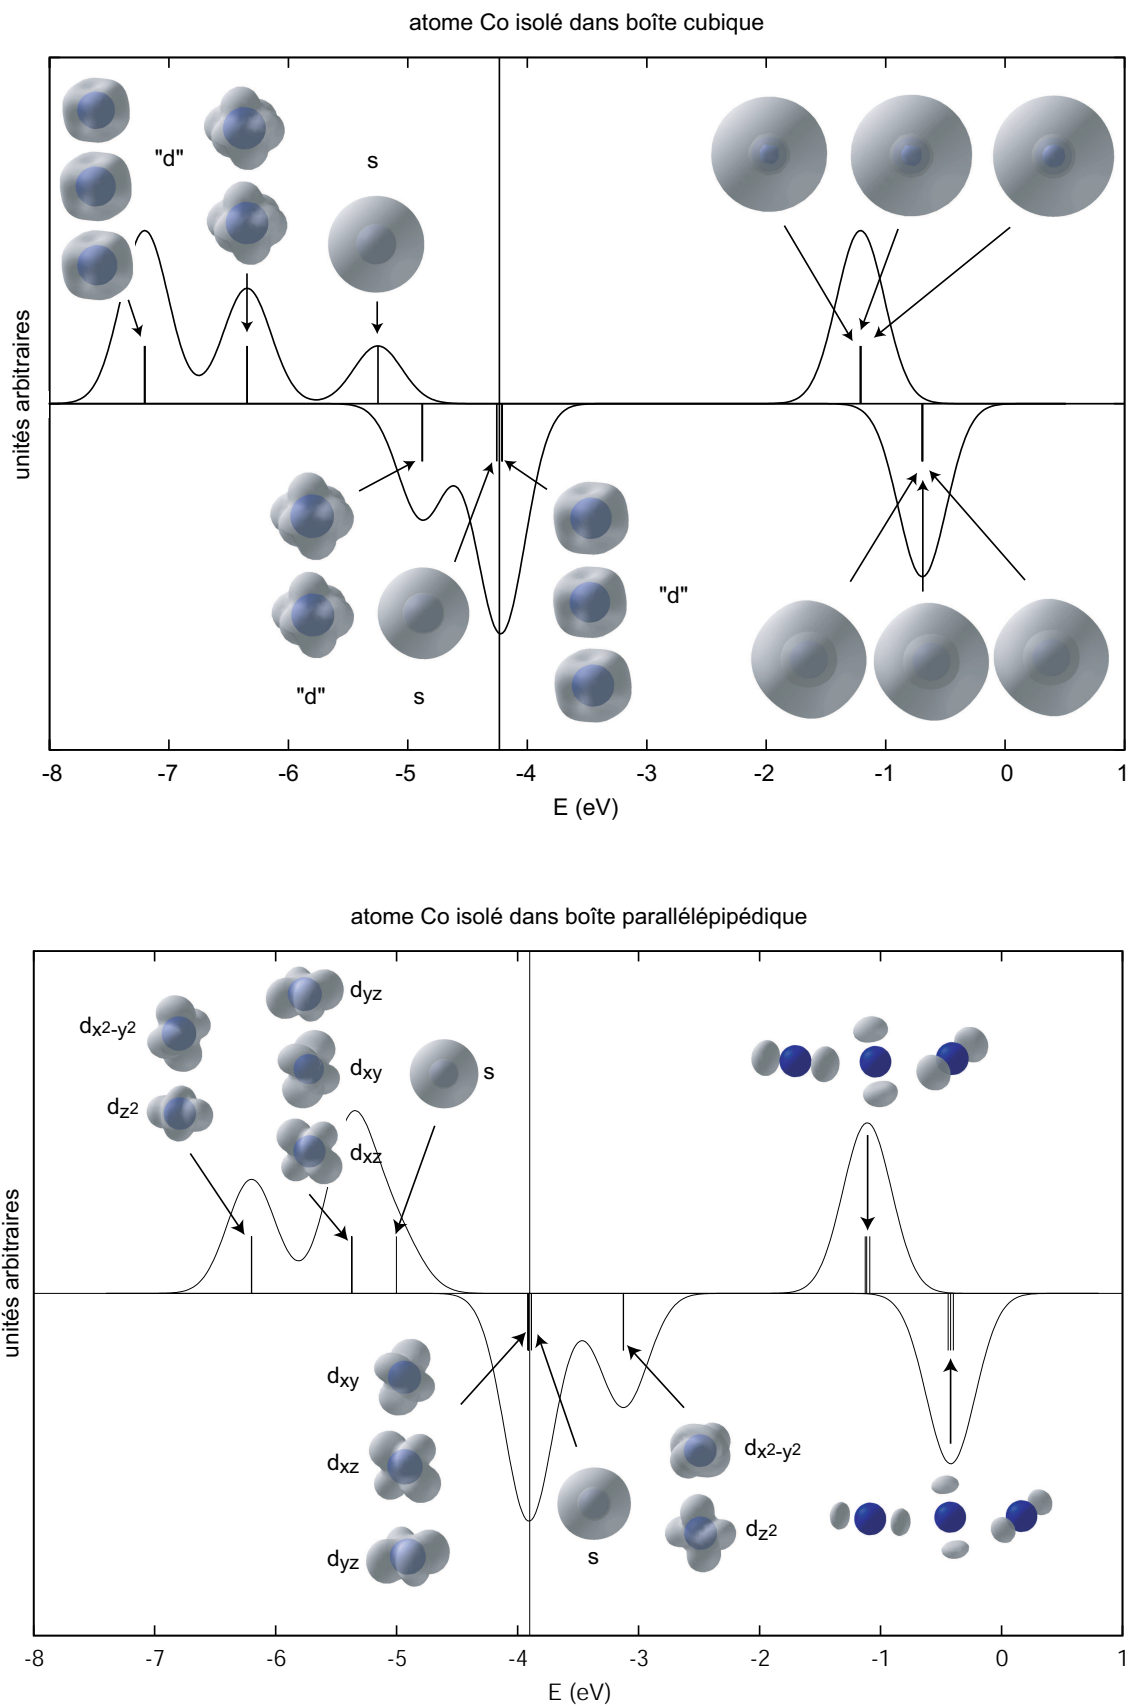 atome Co isolé dans boîte cubique
"d"
s
unités arbitraires
"d"
"d"
s
-8 -7 -6 -5 -4 -3 -2 -1 0 1
E (eV)
atome Co isolé dans boîte parallélépipédique
dyz
dx2-y2
dxy
s
dz2
dxz
unités arbitraires
dxy
dx2-y2
dxz
dz2
s
dyz
-8 -7 -6 -5 -4 -3 -2 -1 0 1
E (eV)